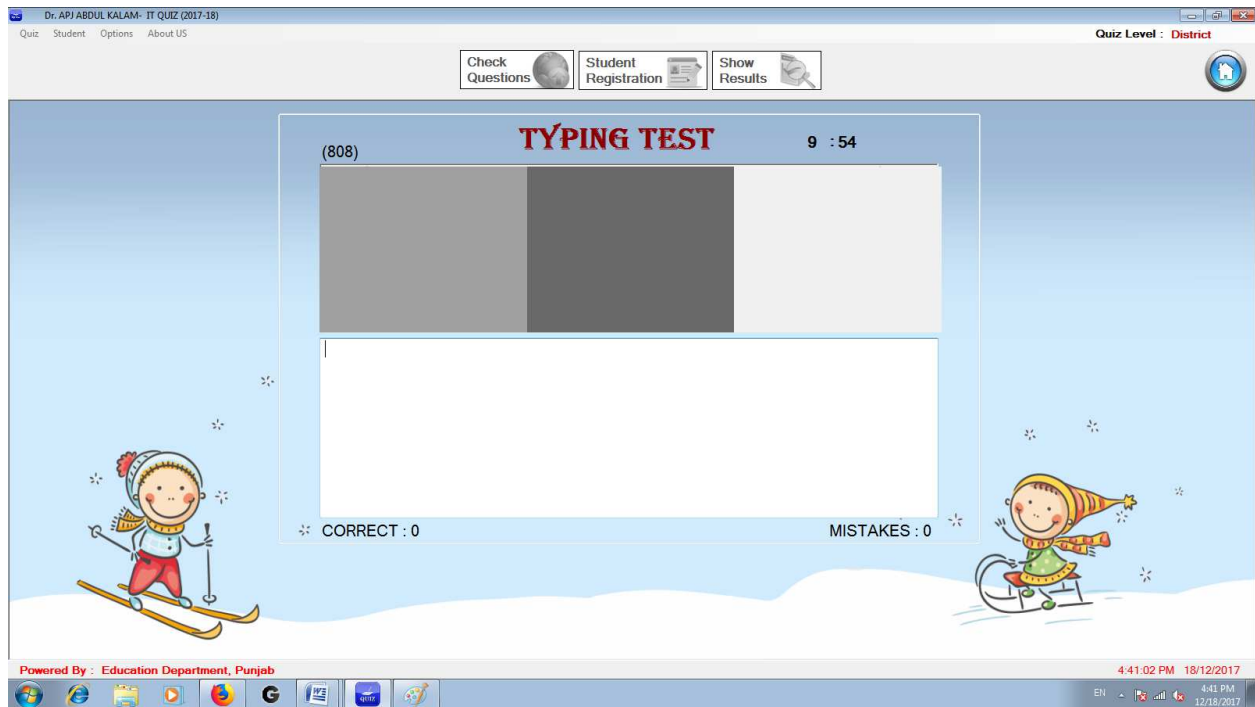 Dr. APJ ABDUL KALAM- IT QUIZ (2017-18)
Quiz Student Options About US
Quiz Level : District
Check Questions
Student Registration
Show Results
(808)
TYPING TEST
9 : 54
CORRECT : 0
MISTAKES : 0
Powered By : Education Department, Punjab
4:41:02 PM 18/12/2017
G
W
QUIZ
EN
4:41 PM
12/18/2017